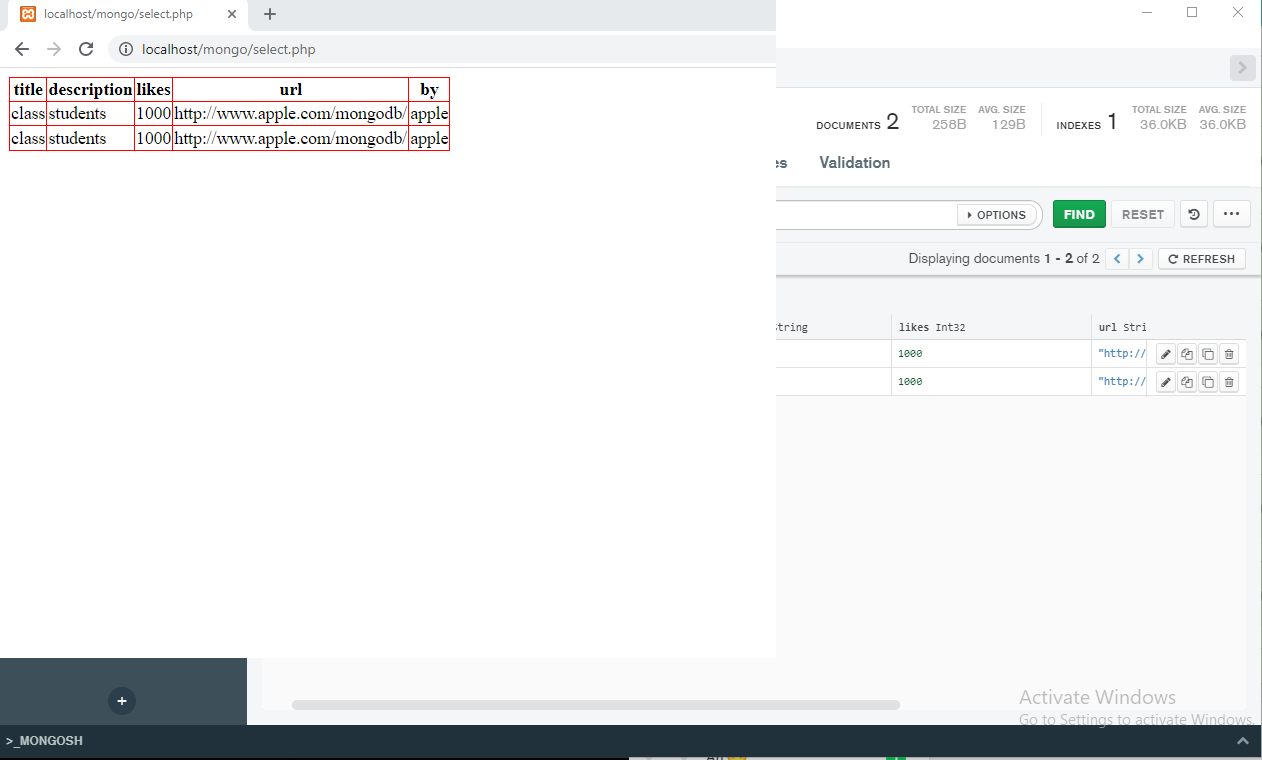 localhost/mongo/select.php
localhost/mongo/select.php
title description likes url by
class students 1000 http://www.apple.com/mongodb/ apple
class students 1000 http://www.apple.com/mongodb/ apple
DOCUMENTS 2 TOTAL SIZE 258B AVG. SIZE 129B INDEXES 1 TOTAL SIZE 36.0KB AVG. SIZE 36.0KB
es Validation
OPTIONS FIND RESET
Displaying documents 1 - 2 of 2 REFRESH
tring likes Int32 url Stri
1000 "http://
1000 "http://
Activate Windows
Go to Settings to activate Windows.
>_MONGOSH